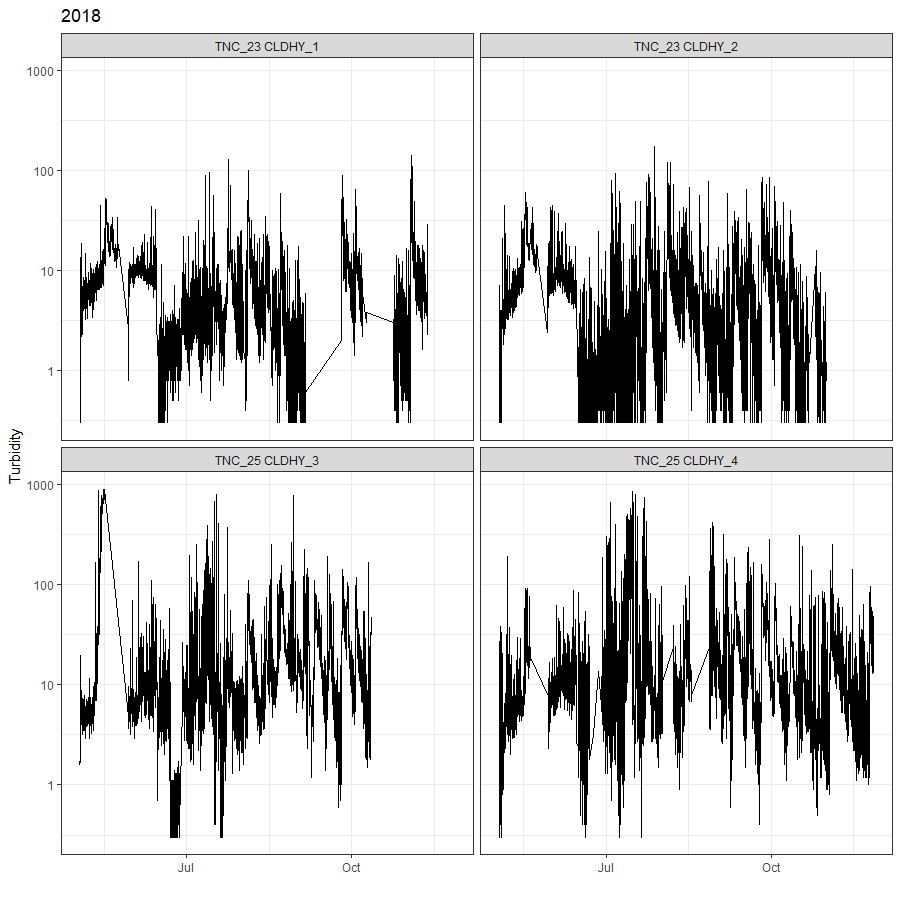 2018
TNC_23 CLDHY_1
TNC_23 CLDHY_2
1000
100
10
1
Turbidity
TNC_25 CLDHY_3
TNC_25 CLDHY_4
1000
100
10
1
Jul
Oct
Jul
Oct